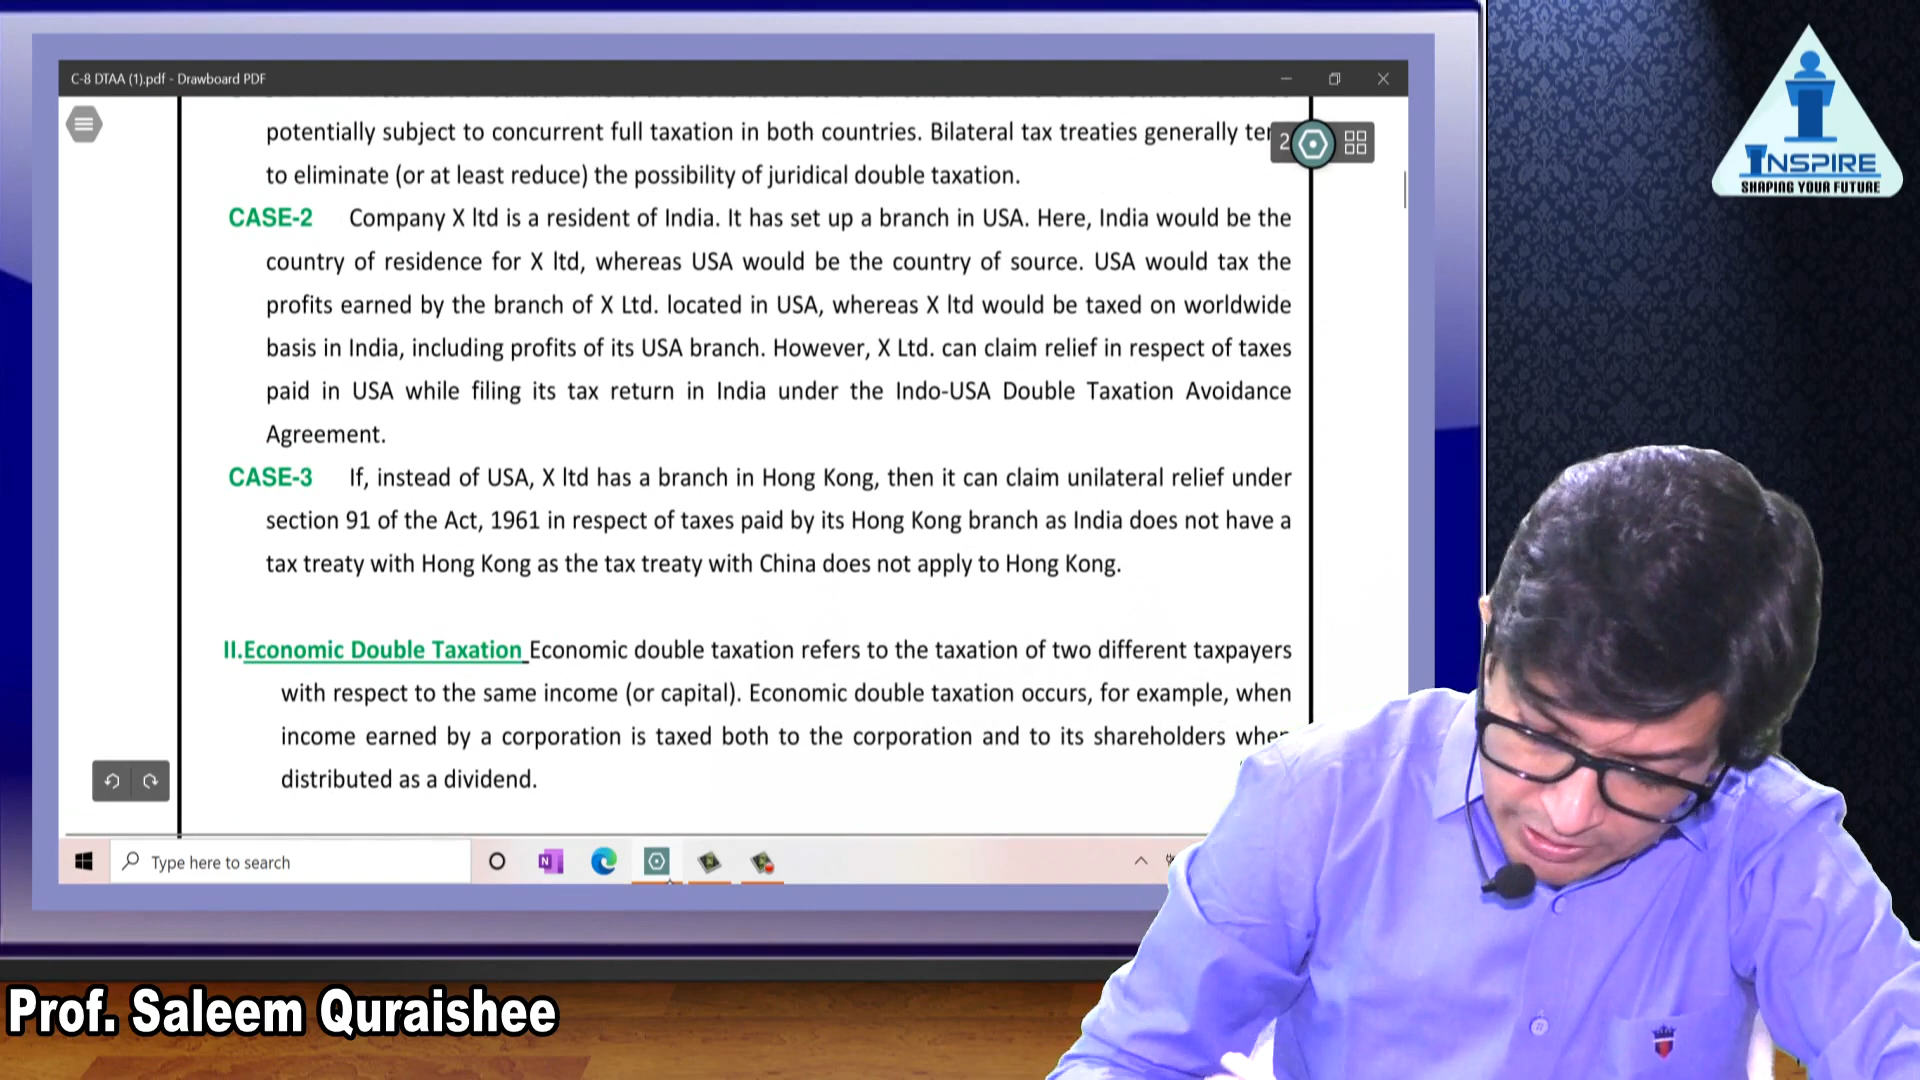 C-8 DTAA (1).pdf - Drawboard PDF
potentially subject to concurrent full taxation in both countries. Bilateral tax treaties generally
2
to eliminate (or at least reduce) the possibility of juridical double taxation.
CASE-2 Company X ltd is a resident of India. It has set up a branch in USA. Here, India would be the
country of residence for X ltd, whereas USA would be the country of source. USA would tax the
profits earned by the branch of X Ltd. located in USA, whereas X ltd would be taxed on worldwide
basis in India, including profits of its USA branch. However, X Ltd. can claim relief in respect of taxes
paid in USA while filing its tax return in India under the Indo-USA Double Taxation Avoidance
Agreement.
CASE-3 If, instead of USA, X ltd has a branch in Hong Kong, then it can claim unilateral relief under
section 91 of the Act, 1961 in respect of taxes paid by its Hong Kong branch as India does not have a
tax treaty with Hong Kong as the tax treaty with China does not apply to Hong Kong.
II.Economic Double Taxation Economic double taxation refers to the taxation of two different taxpayers
with respect to the same income (or capital). Economic double taxation occurs, for example, when
income earned by a corporation is taxed both to the corporation and to its shareholders when
distributed as a dividend.
Type here to search
INSPIRE
SHAPING YOUR FUTURE
Prof. Saleem Quraishee